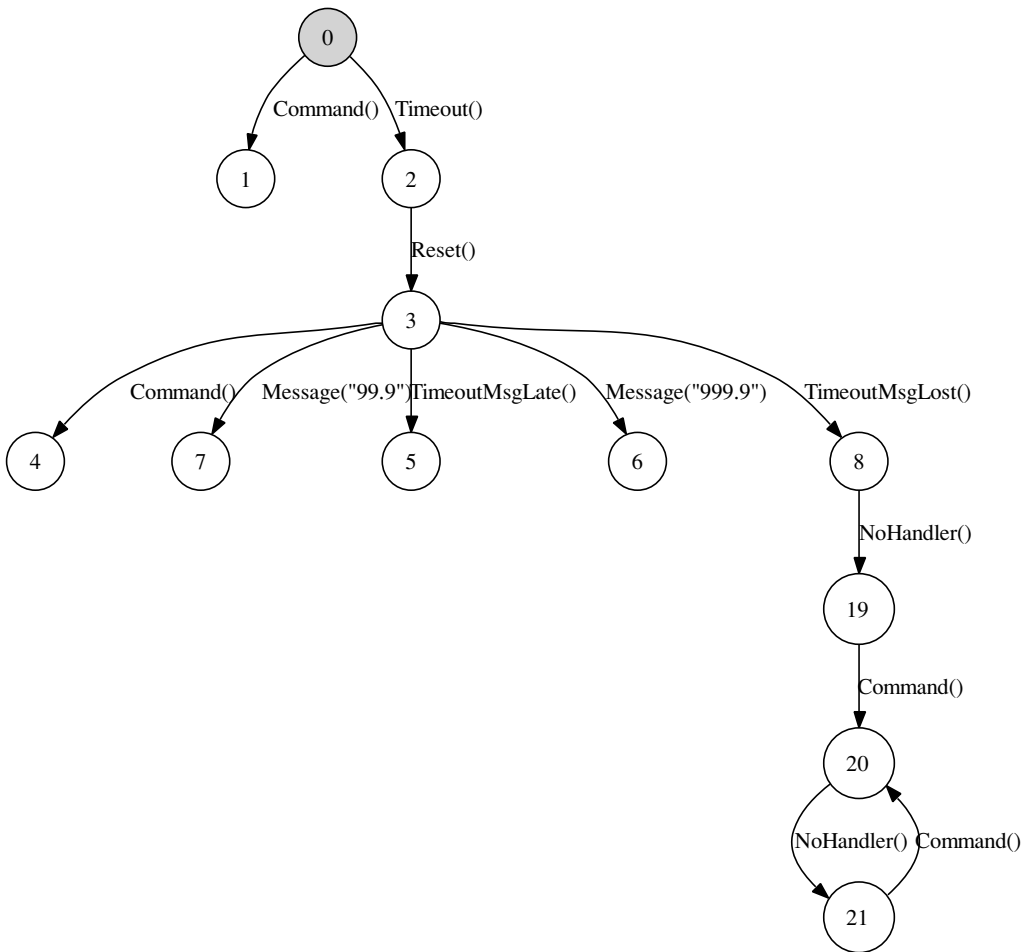 0
Command()
Timeout()
1
2
Reset()
3
Command()
Message("99.9")
TimeoutMsgLate()
Message("999.9")
TimeoutMsgLost()
4
7
5
6
8
NoHandler()
19
Command()
20
NoHandler()
Command()
21